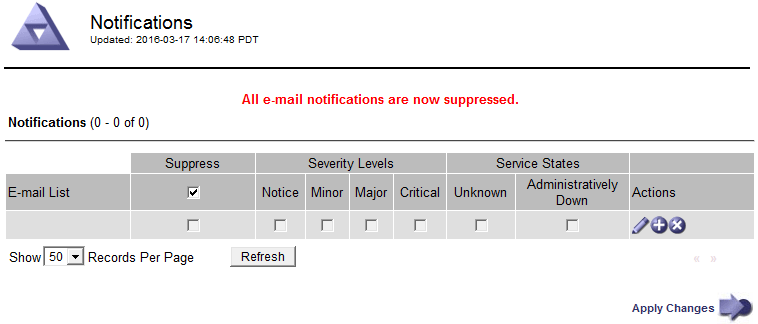 Notifications
Updated: 2016-03-17 14:06:48 PDT
All e-mail notifications are now suppressed.
Notifications (0 - 0 of 0)
Suppress Severity Levels Service States
E-mail List Notice Minor Major Critical Unknown Administratively Down Actions
Show 50 Records Per Page Refresh « »
Apply Changes